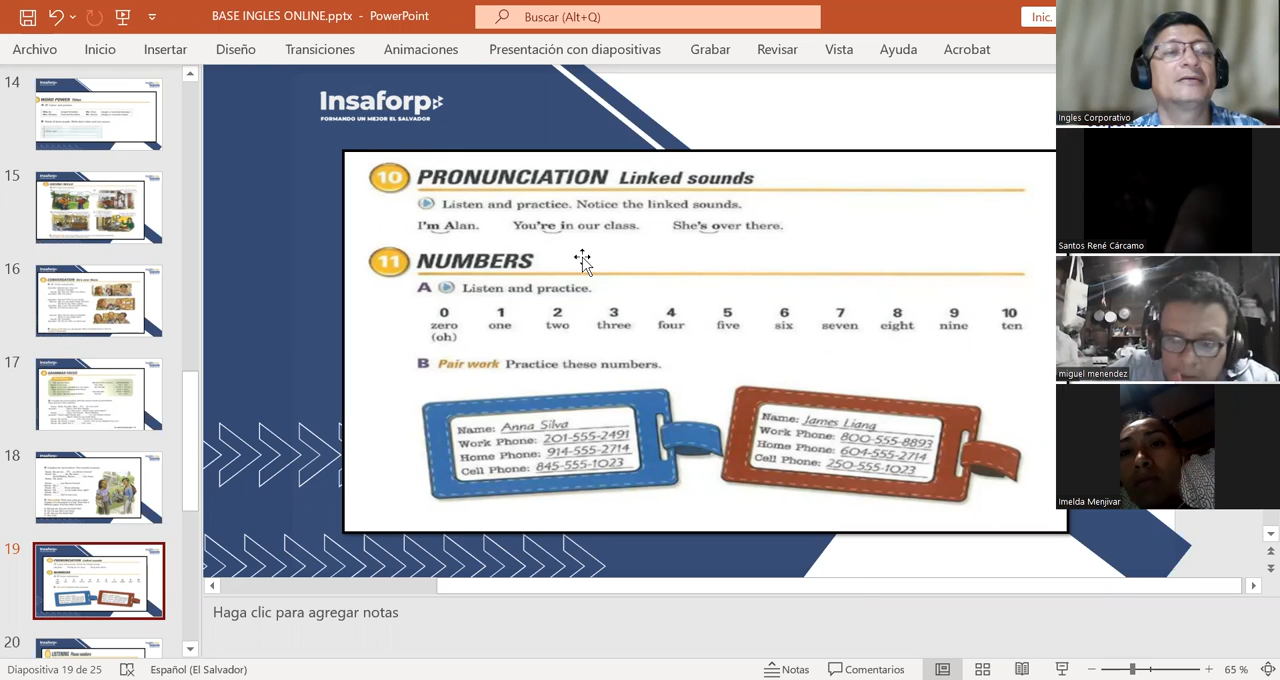 BASE INGLES ONLINE.pptx - PowerPoint
Buscar (Alt+Q)
Inic.
Archivo Inicio Insertar Diseño Transiciones Animaciones Presentación con diapositivas Grabar Revisar Vista Ayuda Acrobat
14
15
16
17
18
19
20
Insaforp
FORMANDO UN MEJOR EL SALVADOR
10 PRONUNCIATION Linked sounds
Listen and practice. Notice the linked sounds.
I'm Alan. You're in our class. She's over there.
11 NUMBERS
A Listen and practice.
0 1 2 3 4 5 6 7 8 9 10
zero one two three four five six seven eight nine ten
(oh)
B Pair work Practice these numbers.
Name: Anna Silva
Work Phone: 201-555-2491
Home Phone: 914-555-2714
Cell Phone: 845-555-1023
Name: James Liang
Work Phone: 800-555-8893
Home Phone: 604-555-2714
Cell Phone: 250-555-1023
Ingles Corporativo
Santos René Cárcamo
miguel menendez
Imelda Menjivar
Haga clic para agregar notas
Diapositiva 19 de 25 Español (El Salvador) Notas Comentarios 65 %